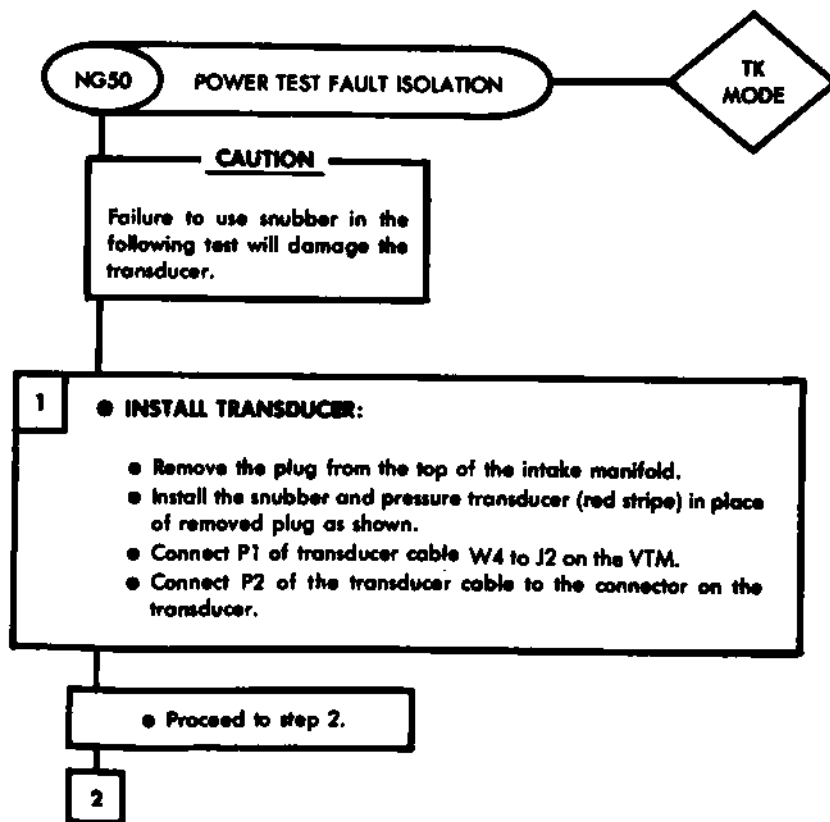 NG50 POWER TEST FAULT ISOLATION
TK
MODE
CAUTION
Failure to use snubber in the
following test will damage the
transducer.
1
● INSTALL TRANSDUCER:
● Remove the plug from the top of the intake manifold.
● Install the snubber and pressure transducer (red stripe) in place
of removed plug as shown.
● Connect P1 of transducer cable W4 to J2 on the VTM.
● Connect P2 of the transducer cable to the connector on the
transducer.
● Proceed to step 2.
2